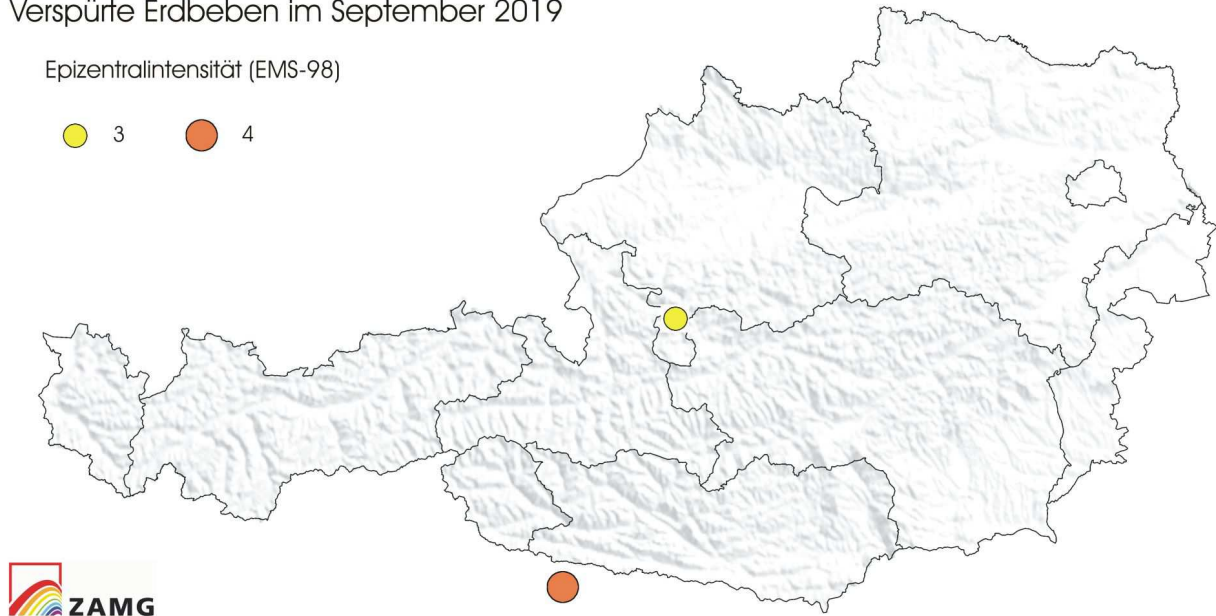 Verspürte Erdbeben im September 2019
Epizentralintensität (EMS-98)
3 4
ZAMG